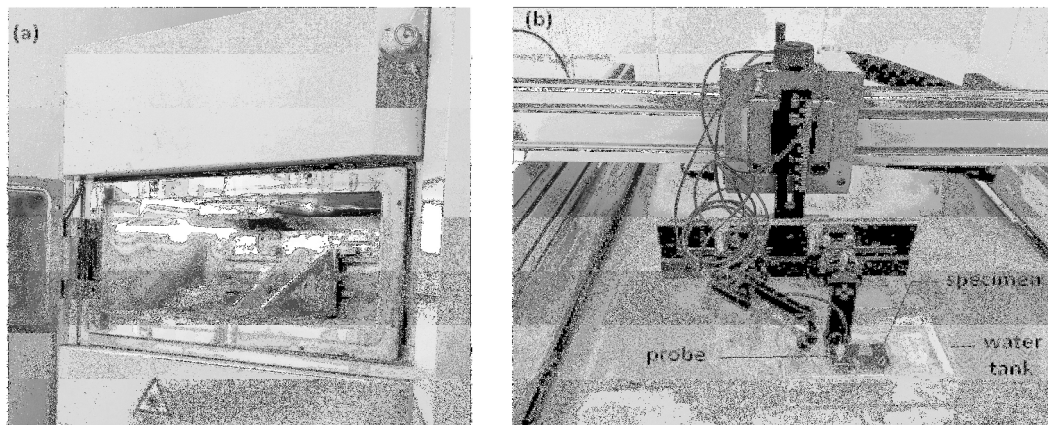 (a)
(b)
specimen
probe
water
tank